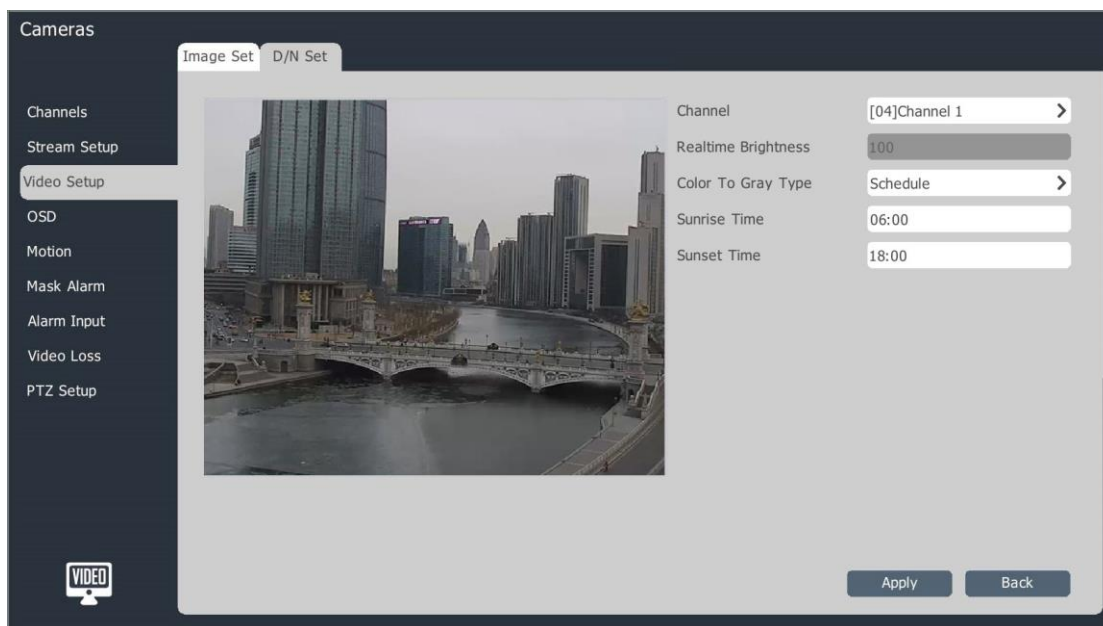 Cameras
Image Set D/N Set
Channels
Stream Setup
Video Setup
OSD
Motion
Mask Alarm
Alarm Input
Video Loss
PTZ Setup
VIDEO
Channel [04]Channel 1
Realtime Brightness 100
Color To Gray Type Schedule
Sunrise Time 06:00
Sunset Time 18:00
Apply Back